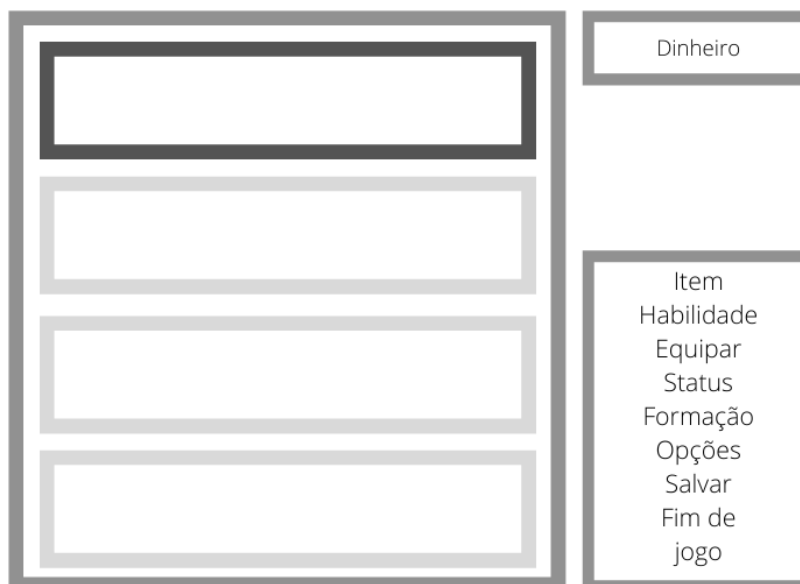 Dinheiro
Item
Habilidade
Equipar
Status
Formação
Opções
Salvar
Fim de
jogo